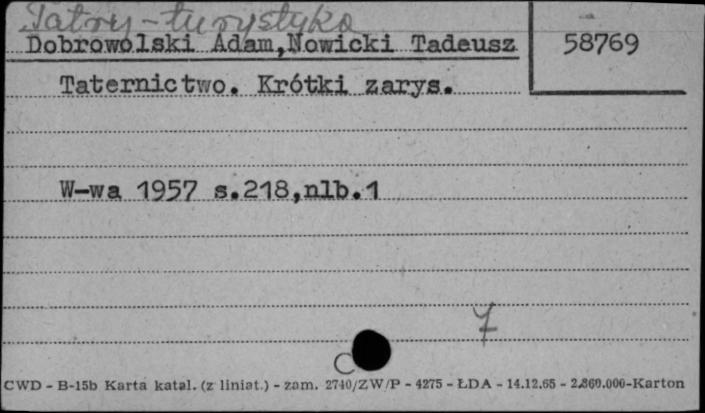 Tatry - turystyka
Dobrowolski Adam,Nowicki Tadeusz
58769
Taternictwo. Krótki zarys.
W-wa 1957 s.218,nlb.1
7
C
CWD - B-15b Karta katal. (z liniat.) - zam. 2740/ZW/P - 4275 - ŁDA - 14.12.65 - 2.860.000-Karton